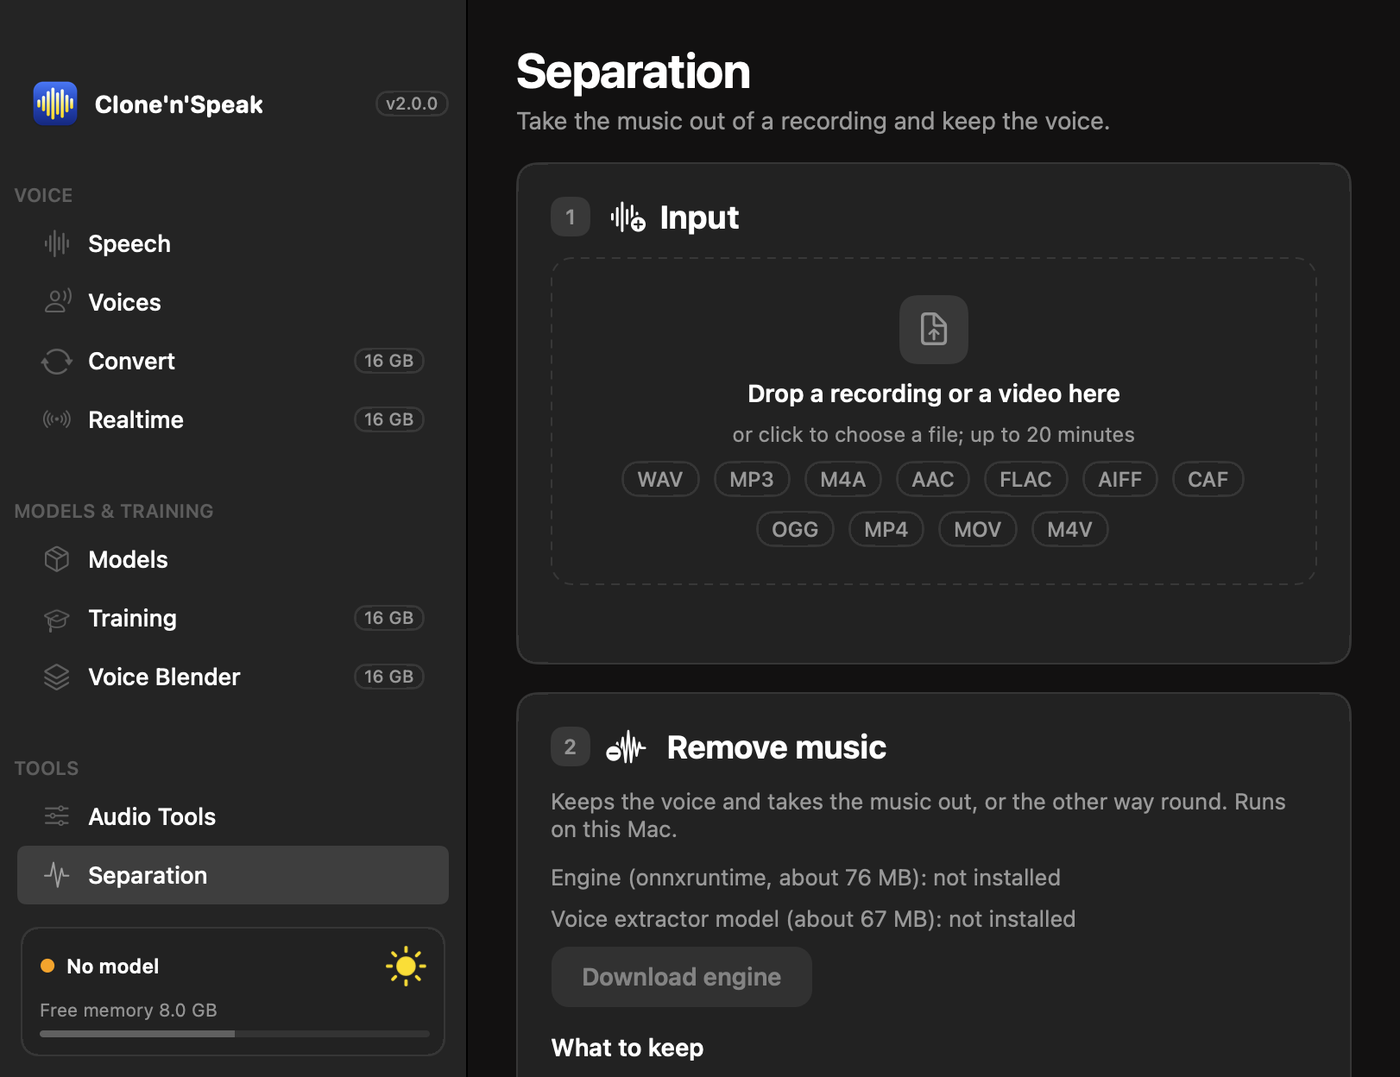 Clone'n'Speak
v2.0.0
VOICE
Speech
Voices
Convert
16 GB
Realtime
16 GB
MODELS & TRAINING
Models
Training
16 GB
Voice Blender
16 GB
TOOLS
Audio Tools
Separation
No model
Free memory 8.0 GB
Separation
Take the music out of a recording and keep the voice.
1
Input
Drop a recording or a video here
or click to choose a file; up to 20 minutes
WAV MP3 M4A AAC FLAC AIFF CAF
OGG MP4 MOV M4V
2
Remove music
Keeps the voice and takes the music out, or the other way round. Runs
on this Mac.
Engine (onnxruntime, about 76 MB): not installed
Voice extractor model (about 67 MB): not installed
Download engine
What to keep